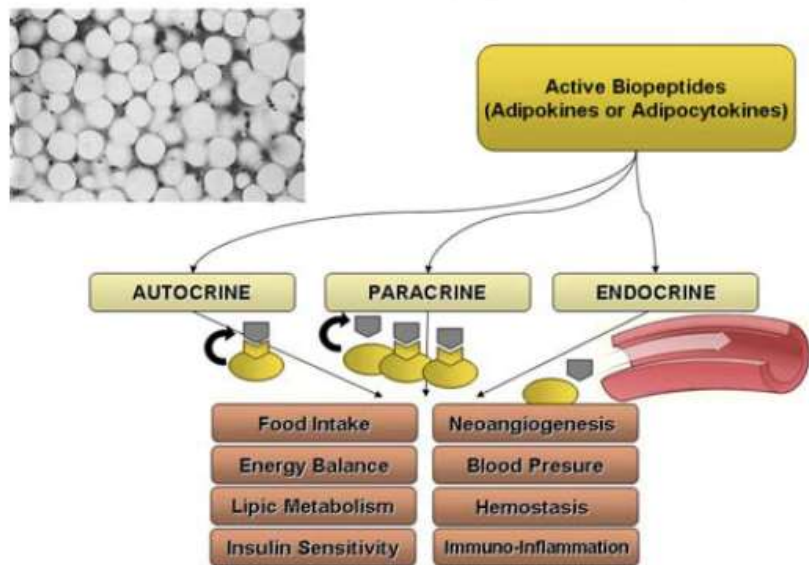 Active Biopeptides
(Adipokines or Adipocytokines)
AUTOCRINE
PARACRINE
ENDOCRINE
Food Intake
Neoangiogenesis
Energy Balance
Blood Presure
Lipic Metabolism
Hemostasis
Insulin Sensitivity
Immuno-Inflammation